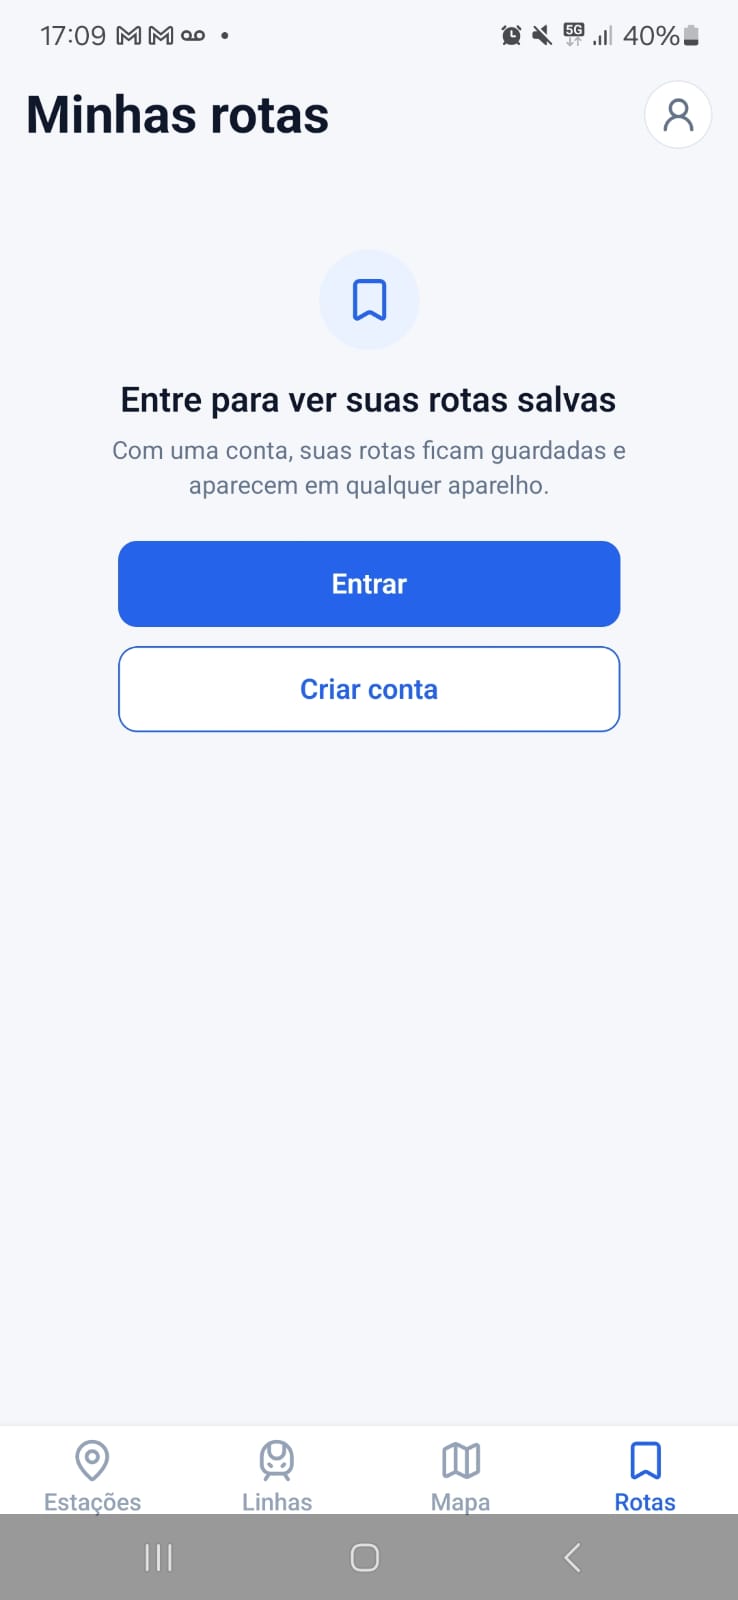 17:09
5G
40%
Minhas rotas
Entre para ver suas rotas salvas
Com uma conta, suas rotas ficam guardadas e
aparecem em qualquer aparelho.
Entrar
Criar conta
Estações
Linhas
Mapa
Rotas